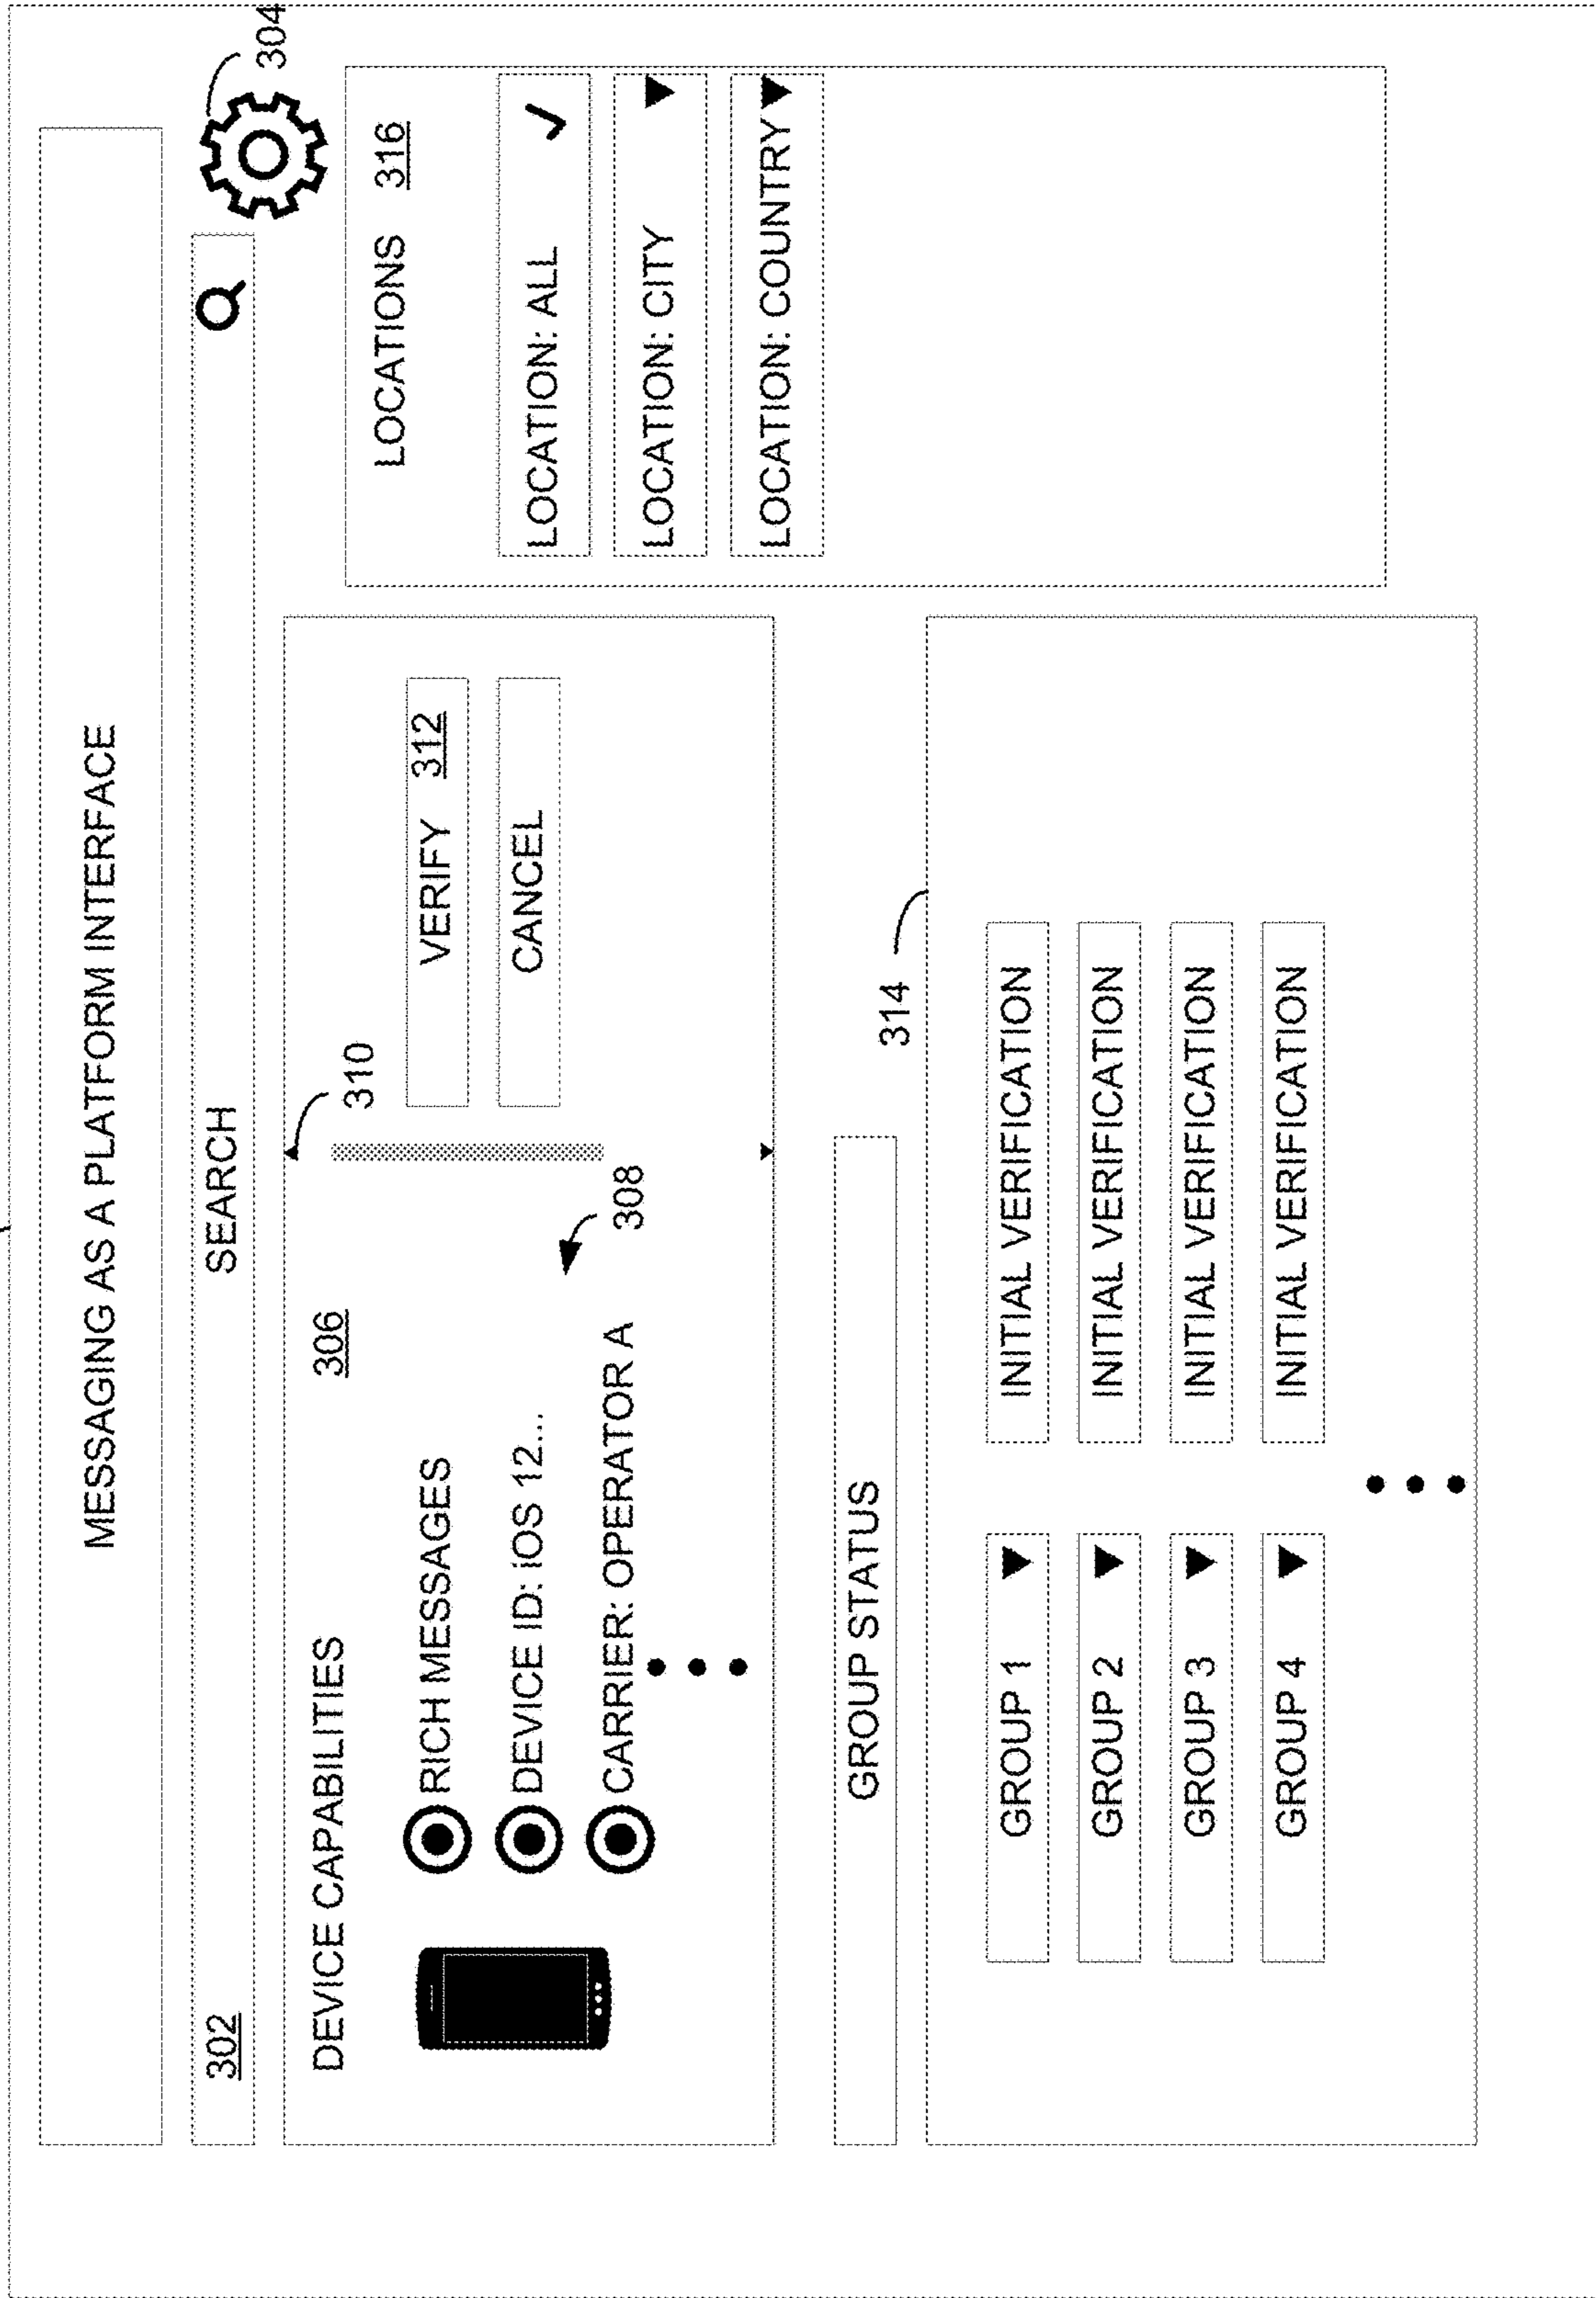 MESSAGING AS A PLATFORM INTERFACE
302 SEARCH
304
DEVICE CAPABILITIES 306
310
RICH MESSAGES
DEVICE ID: iOS 12...
CARRIER: OPERATOR A
308
VERIFY 312
CANCEL
LOCATIONS 316
LOCATION: ALL
LOCATION: CITY
LOCATION: COUNTRY
GROUP STATUS
314
GROUP 1 INITIAL VERIFICATION
GROUP 2 INITIAL VERIFICATION
GROUP 3 INITIAL VERIFICATION
GROUP 4 INITIAL VERIFICATION